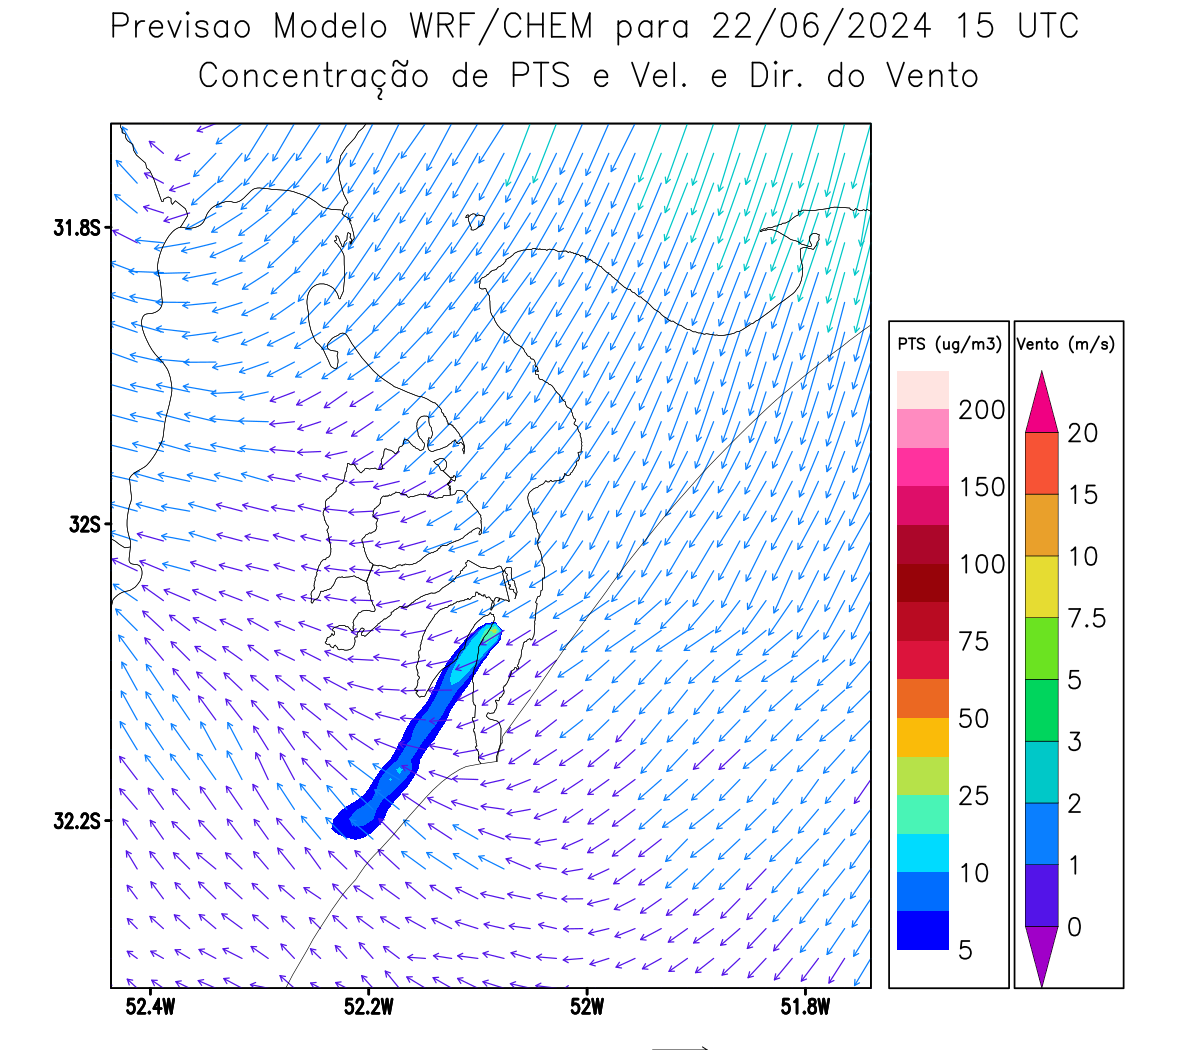 Previsao Modelo WRF/CHEM para 22/06/2024 15 UTC
Concentração de PTS e Vel. e Dir. do Vento
31.8S
32S
32.2S
52.4W
52.2W
52W
51.8W
PTS (ug/m3)
200
150
100
75
50
25
10
5
Vento (m/s)
20
15
10
7.5
5
3
2
1
0